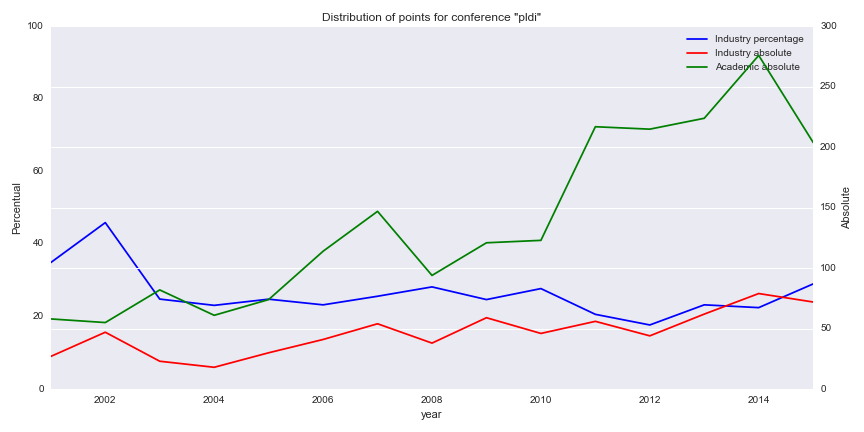 Distribution of points for conference "pldi"
100
80
60
40
20
0
Percentual
300
250
200
150
100
50
0
Absolute
Industry percentage
Industry absolute
Academic absolute
2002 2004 2006 2008 2010 2012 2014
year